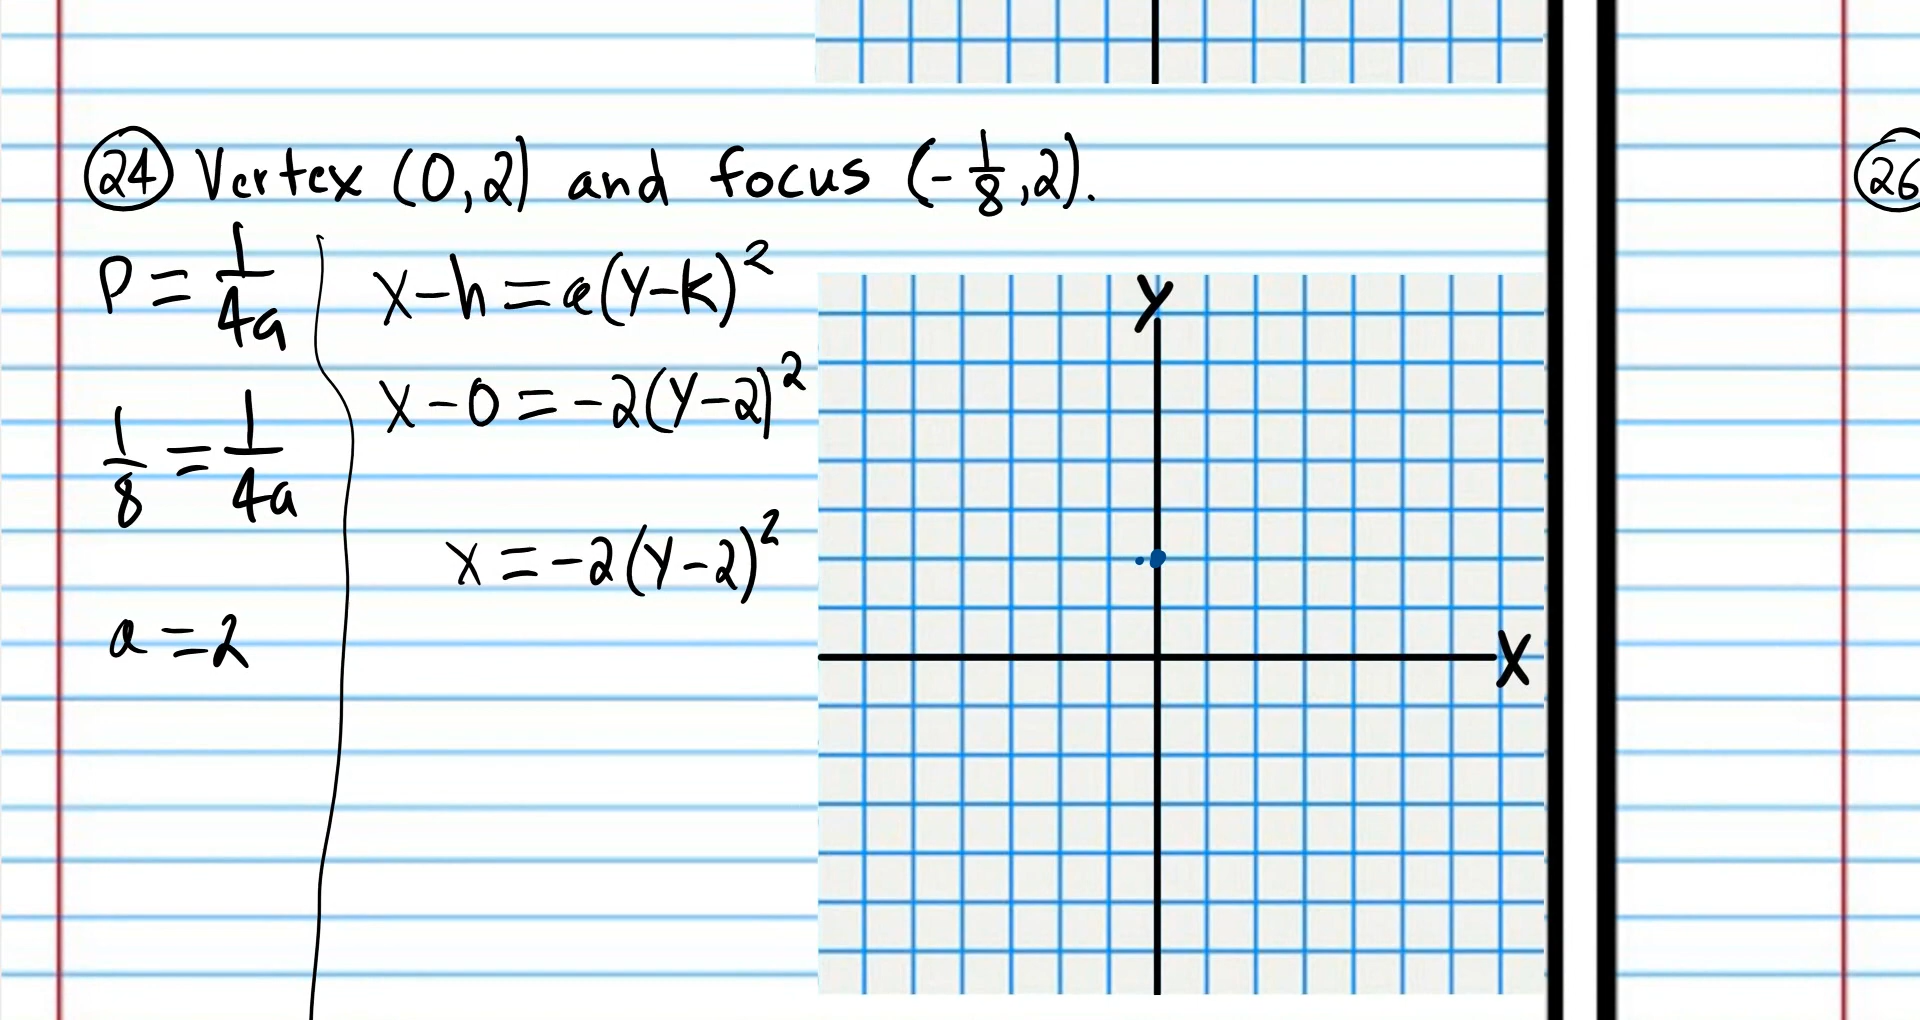 24 Vertex (0,2) and focus (-1/8,2).
P = 1/4a
x-h = a(y-k)²
x-0 = -2(y-2)²
1/8 = 1/4a
x = -2(y-2)²
a = 2
Y
X
26